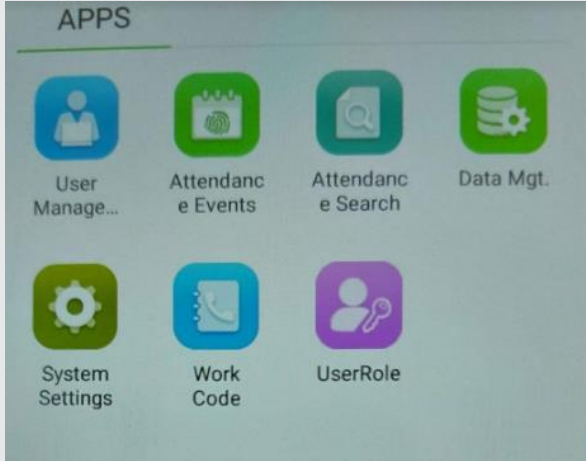 APPS
User
Manage...
Attendanc
e Events
Attendanc
e Search
Data Mgt.
System
Settings
Work
Code
UserRole